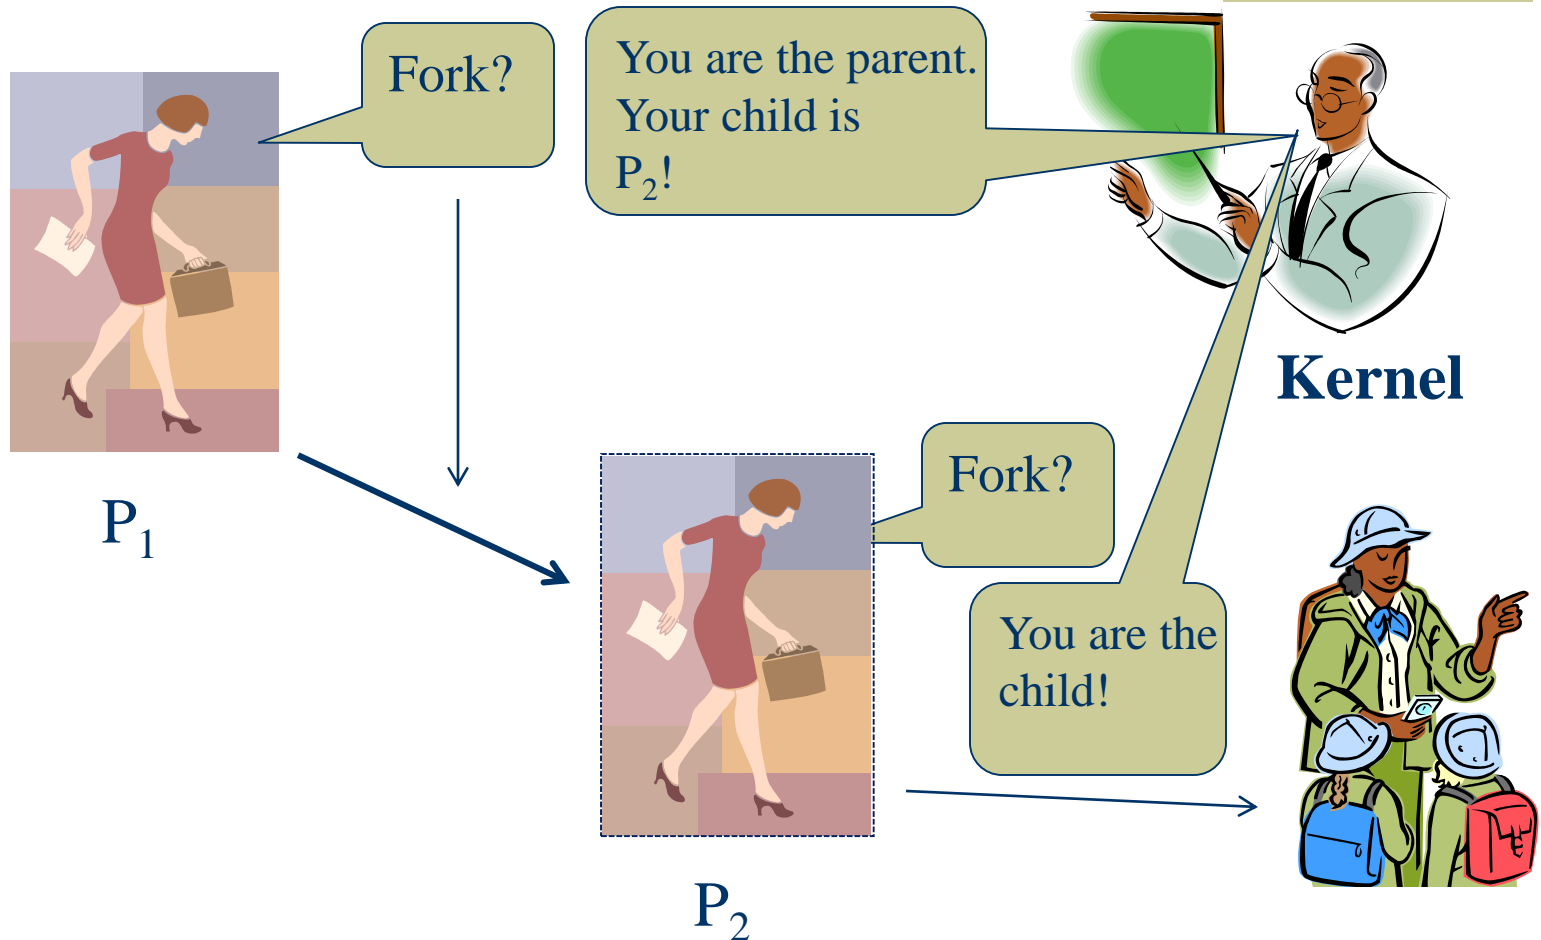 Fork?
You are the parent.
Your child is
P₂!
Kernel
P₁
Fork?
You are the
child!
P₂